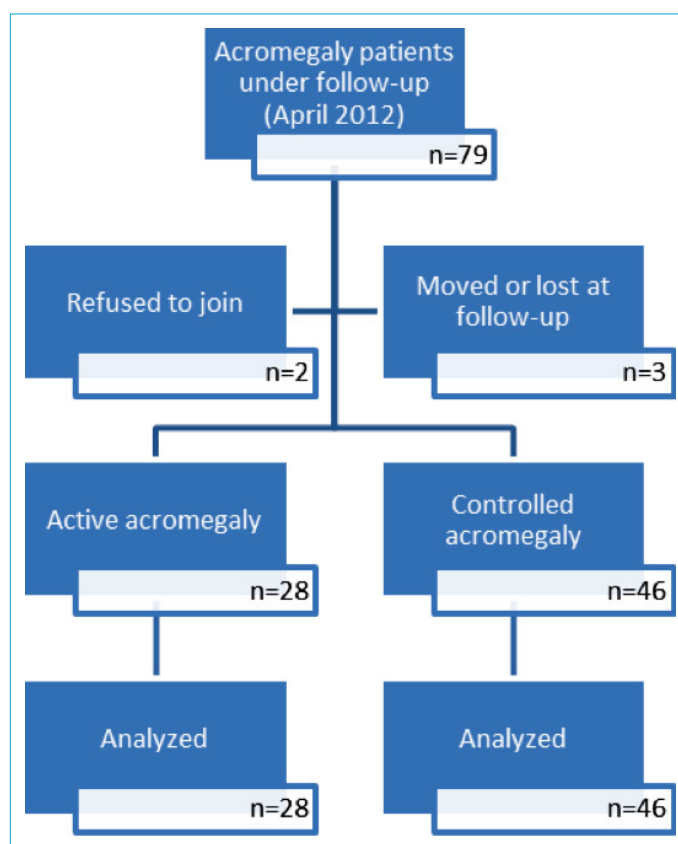 Acromegaly patients
under follow-up
(April 2012)
n=79
Refused to join
n=2
Moved or lost at
follow-up
n=3
Active acromegaly
n=28
Controlled
acromegaly
n=46
Analyzed
n=28
Analyzed
n=46